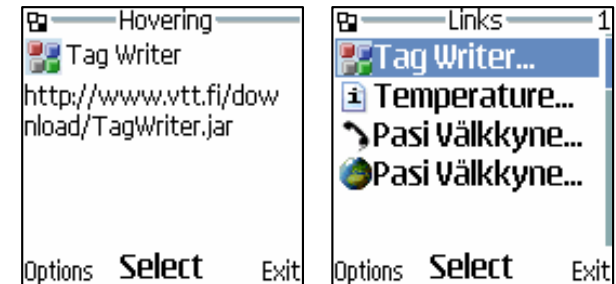 Hovering
Tag Writer
http://www.vtt.fi/dow
nload/TagWriter.jar
Options Select Exit
Links 1
Tag Writer...
Temperature...
Pasi Välkkyne...
Pasi Välkkyne...
Options Select Exit